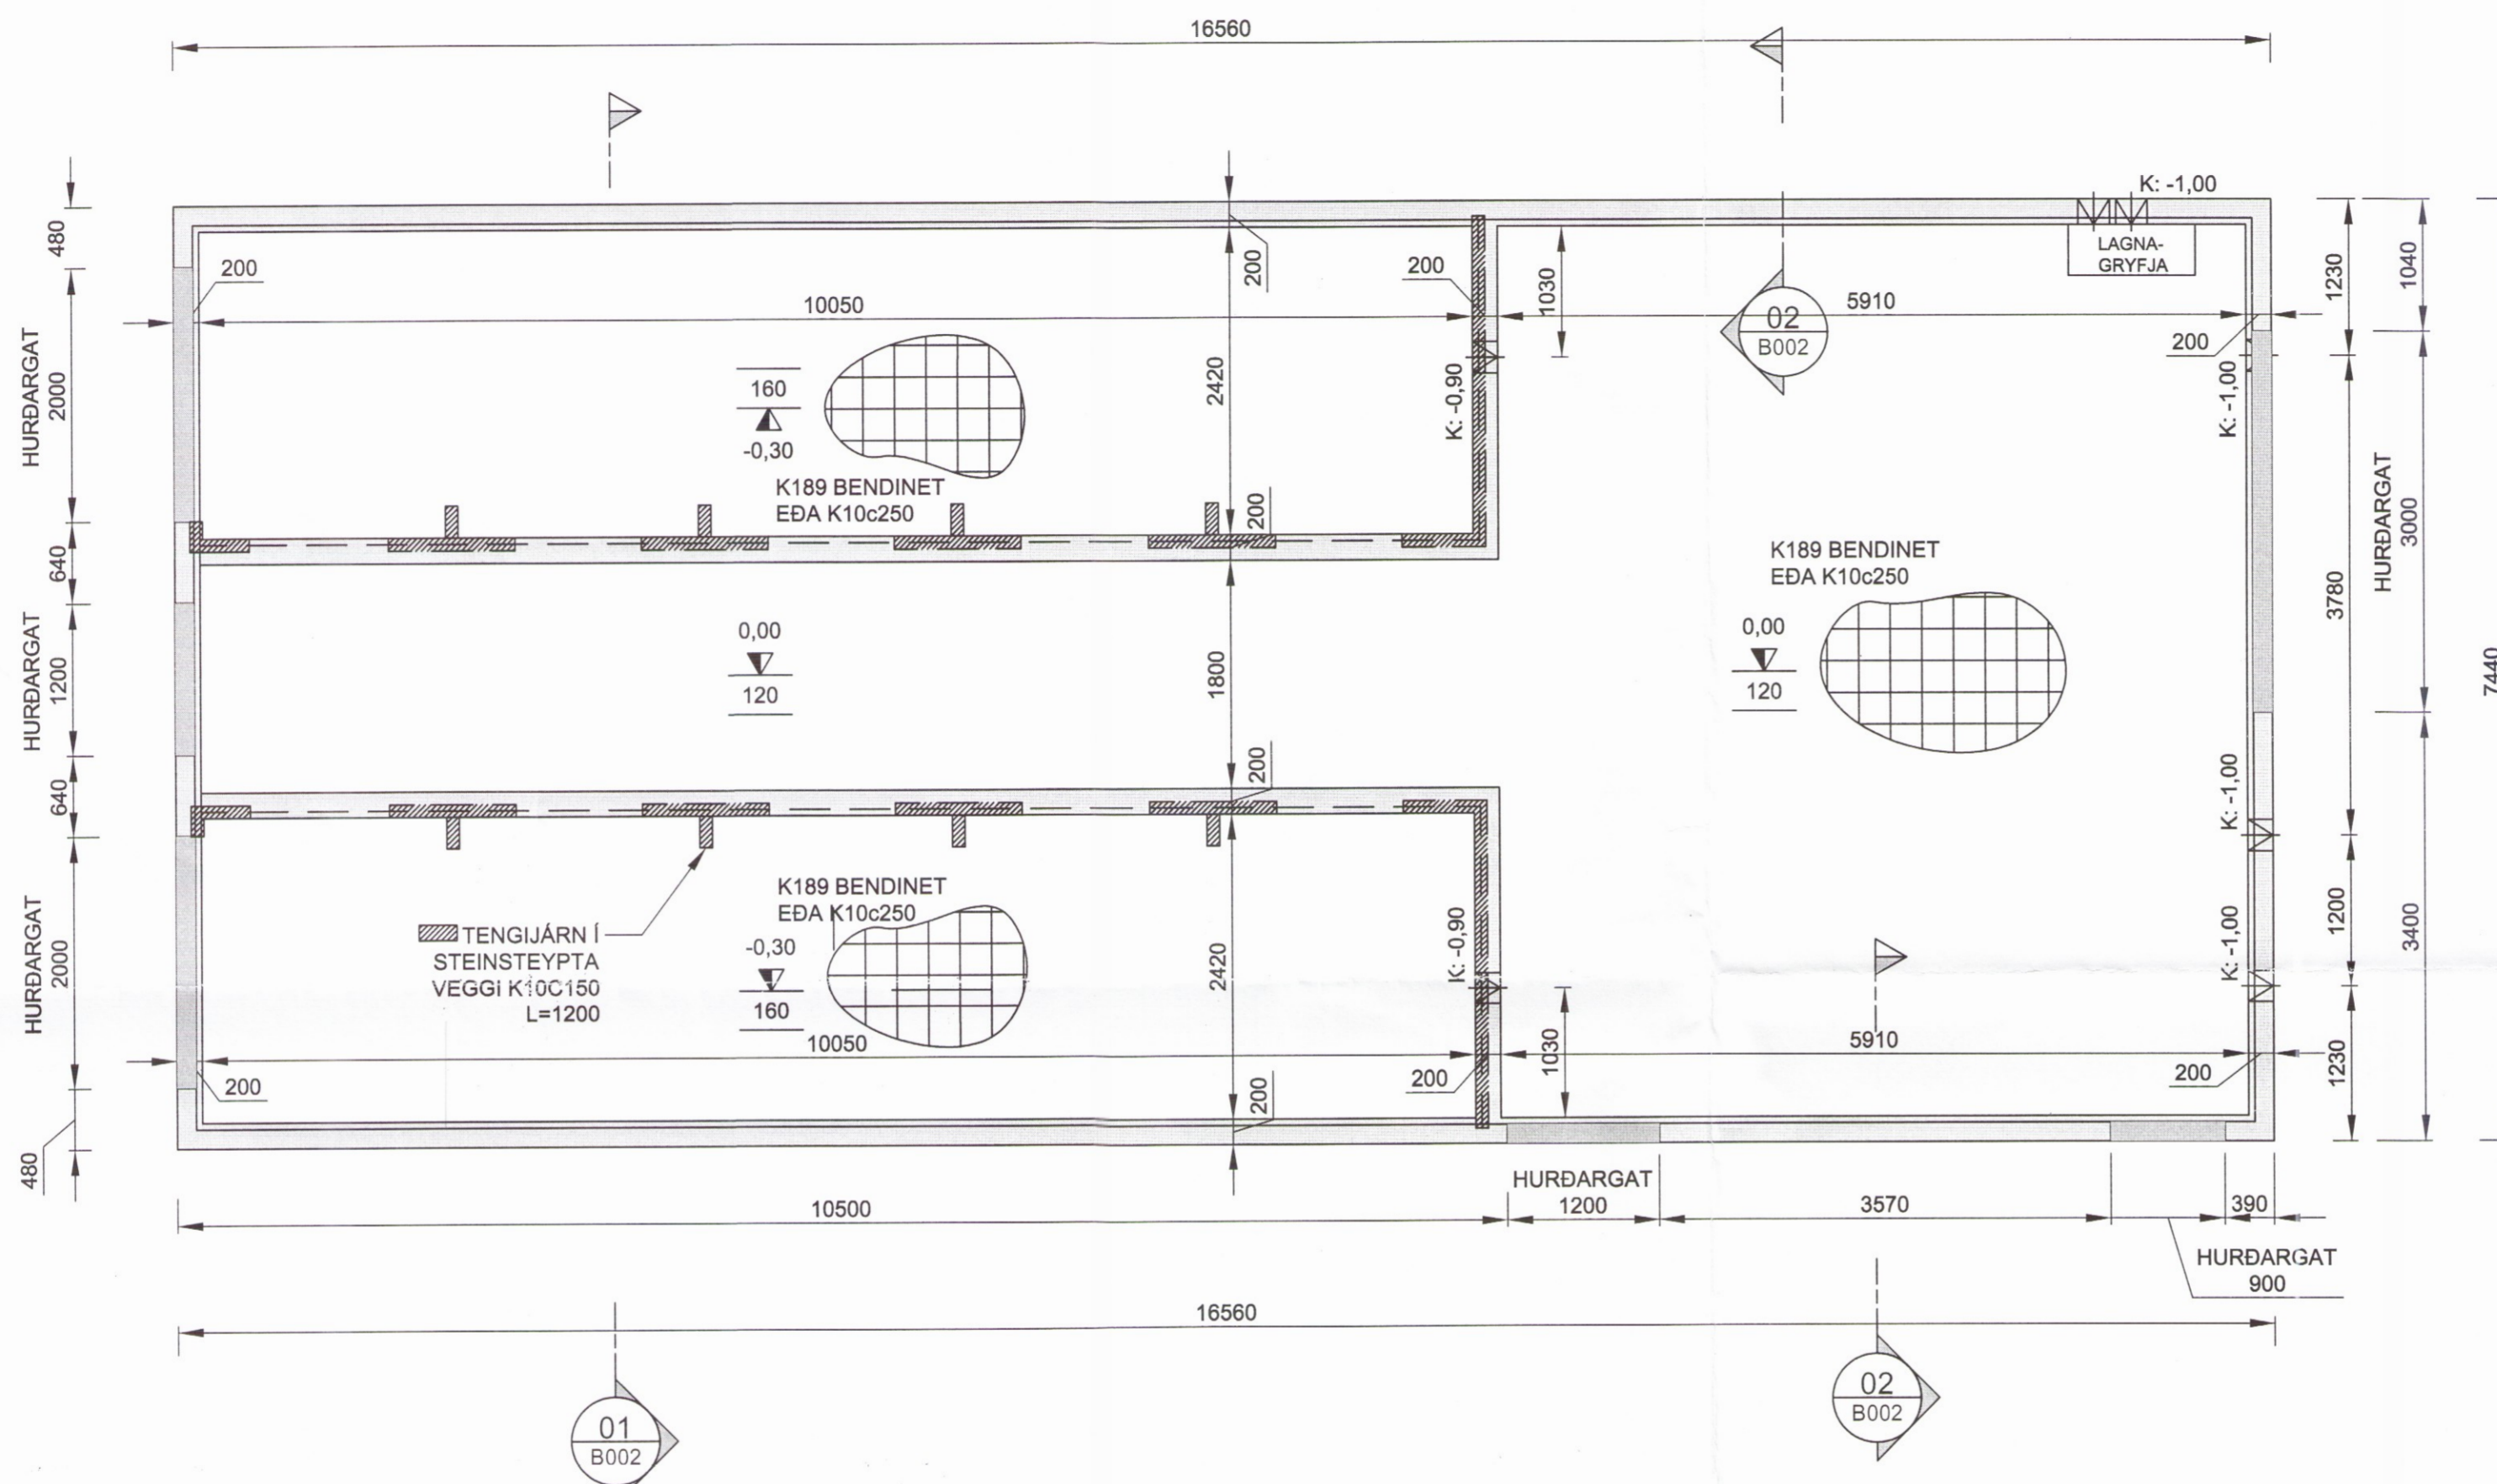 16560
K: -1,00
480
200
200
200
1030
1230
1040
LAGNA-
GRYFJA
10050
5910
02
B002
200
HURÐARGAT
2000
160
-0,30
2420
K: -0,90
K: -1,00
K189 BENDINET
EÐA K10c250
200
HURÐARGAT
3000
640
K189 BENDINET
EÐA K10c250
3780
HURÐARGAT
1200
0,00
120
1800
0,00
120
7440
640
200
K: -1,00
HURÐARGAT
2000
K189 BENDINET
EÐA K10c250
-0,30
160
TENGIJÁRN Í
STEINSTEYPTA
VEGGI K10C150
L=1200
2420
K: -0,90
K: -1,00
1200
3400
10050
1030
5910
1230
200
200
200
200
480
HURÐARGAT
1200
10500
3570
390
HURÐARGAT
900
16560
01
B002
02
B002